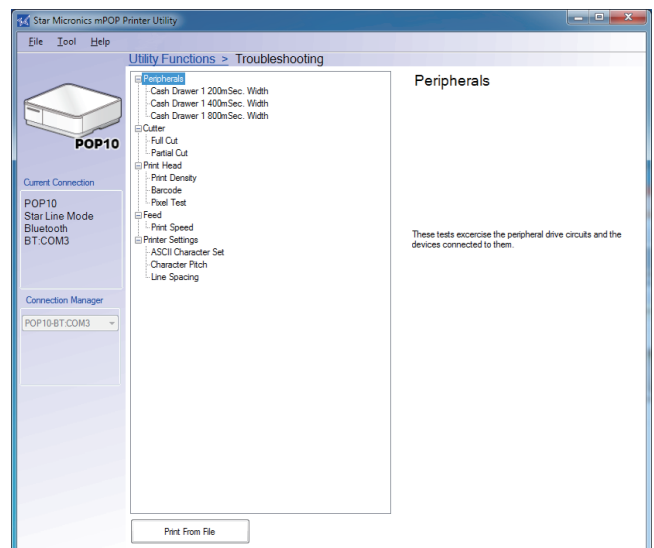 Star Micronics mPOP Printer Utility
File Tool Help
Utility Functions > Troubleshooting
POP10
Current Connection
POP10
Star Line Mode
Bluetooth
BT:COM3
Connection Manager
POP10-BT:COM3
Peripherals
Cash Drawer 1 200mSec. Width
Cash Drawer 1 400mSec. Width
Cash Drawer 1 800mSec. Width
Cutter
Full Cut
Partial Cut
Print Head
Print Density
Barcode
Pixel Test
Feed
Print Speed
Printer Settings
ASCII Character Set
Character Pitch
Line Spacing
Print From File
Peripherals
These tests excercise the peripheral drive circuits and the
devices connected to them.